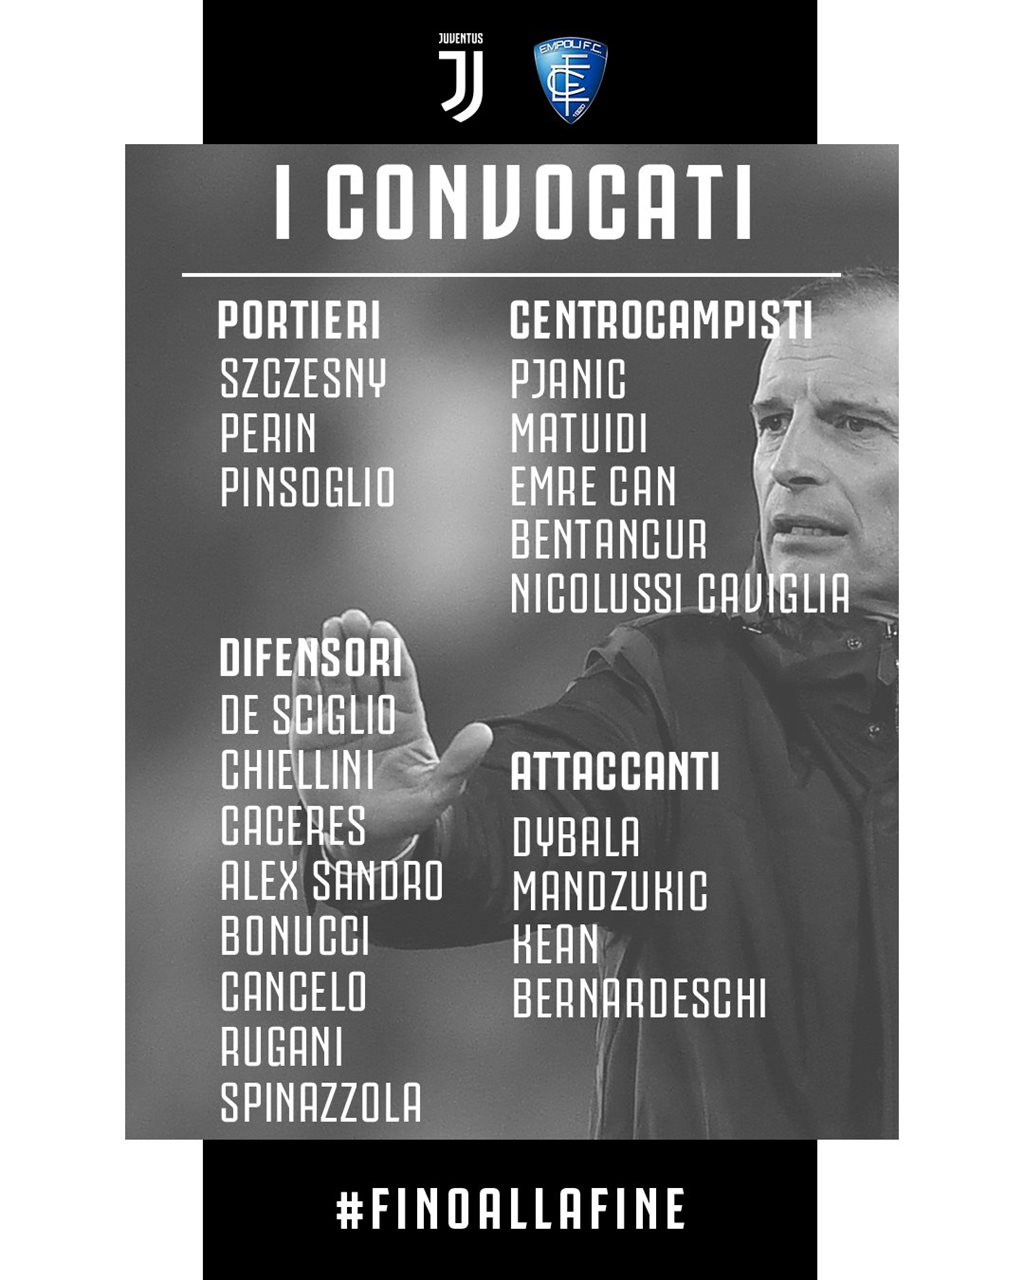 JUVENTUS
EMPOLI F.C.
1920
I CONVOCATI
PORTIERI
SZCZESNY
PERIN
PINSOGLIO
DIFENSORI
DE SCIGLIO
CHIELLINI
CACERES
ALEX SANDRO
BONUCCI
CANCELO
RUGANI
SPINAZZOLA
CENTROCAMPISTI
PJANIC
MATUIDI
EMRE CAN
BENTANCUR
NICOLUSSI CAVIGLIA
ATTACCANTI
DYBALA
MANDZUKIC
KEAN
BERNARDESCHI
#FINOALLAFINE